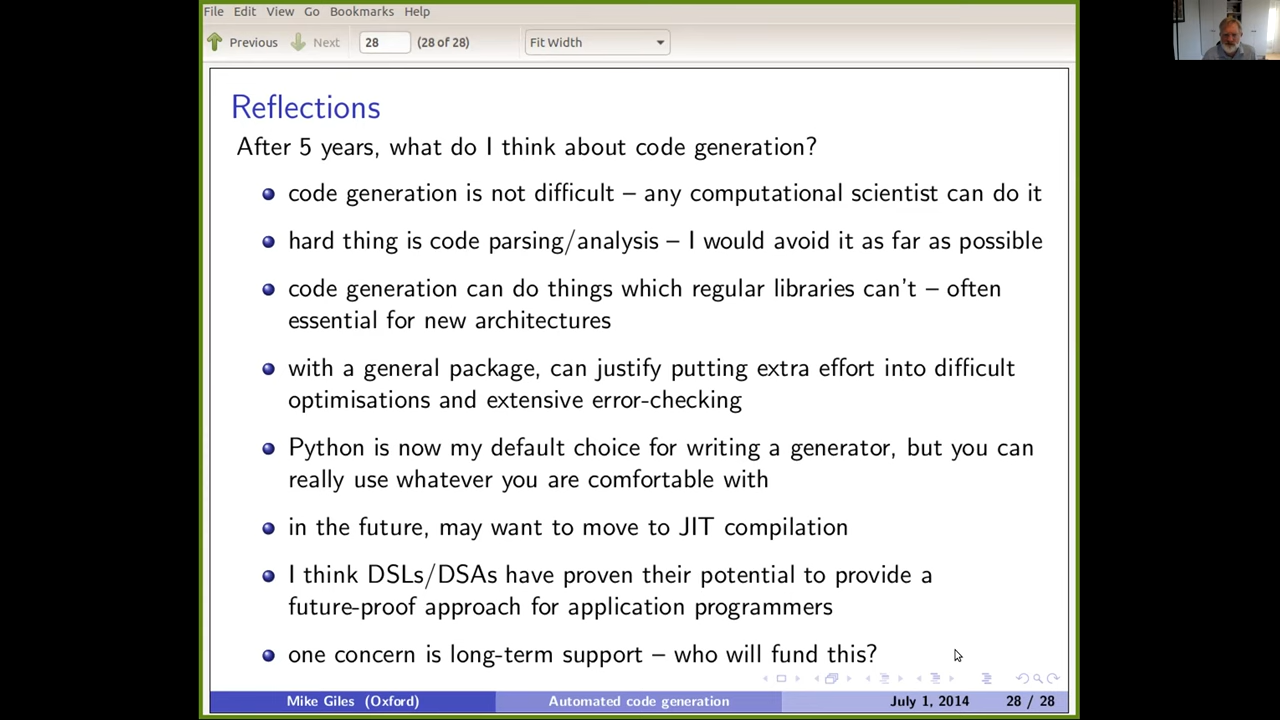 File Edit View Go Bookmarks Help
Previous Next 28 (28 of 28) Fit Width
Reflections
After 5 years, what do I think about code generation?
code generation is not difficult – any computational scientist can do it
hard thing is code parsing/analysis – I would avoid it as far as possible
code generation can do things which regular libraries can't – often
essential for new architectures
with a general package, can justify putting extra effort into difficult
optimisations and extensive error-checking
Python is now my default choice for writing a generator, but you can
really use whatever you are comfortable with
in the future, may want to move to JIT compilation
I think DSLs/DSAs have proven their potential to provide a
future-proof approach for application programmers
one concern is long-term support – who will fund this?
Mike Giles (Oxford) Automated code generation July 1, 2014 28 / 28